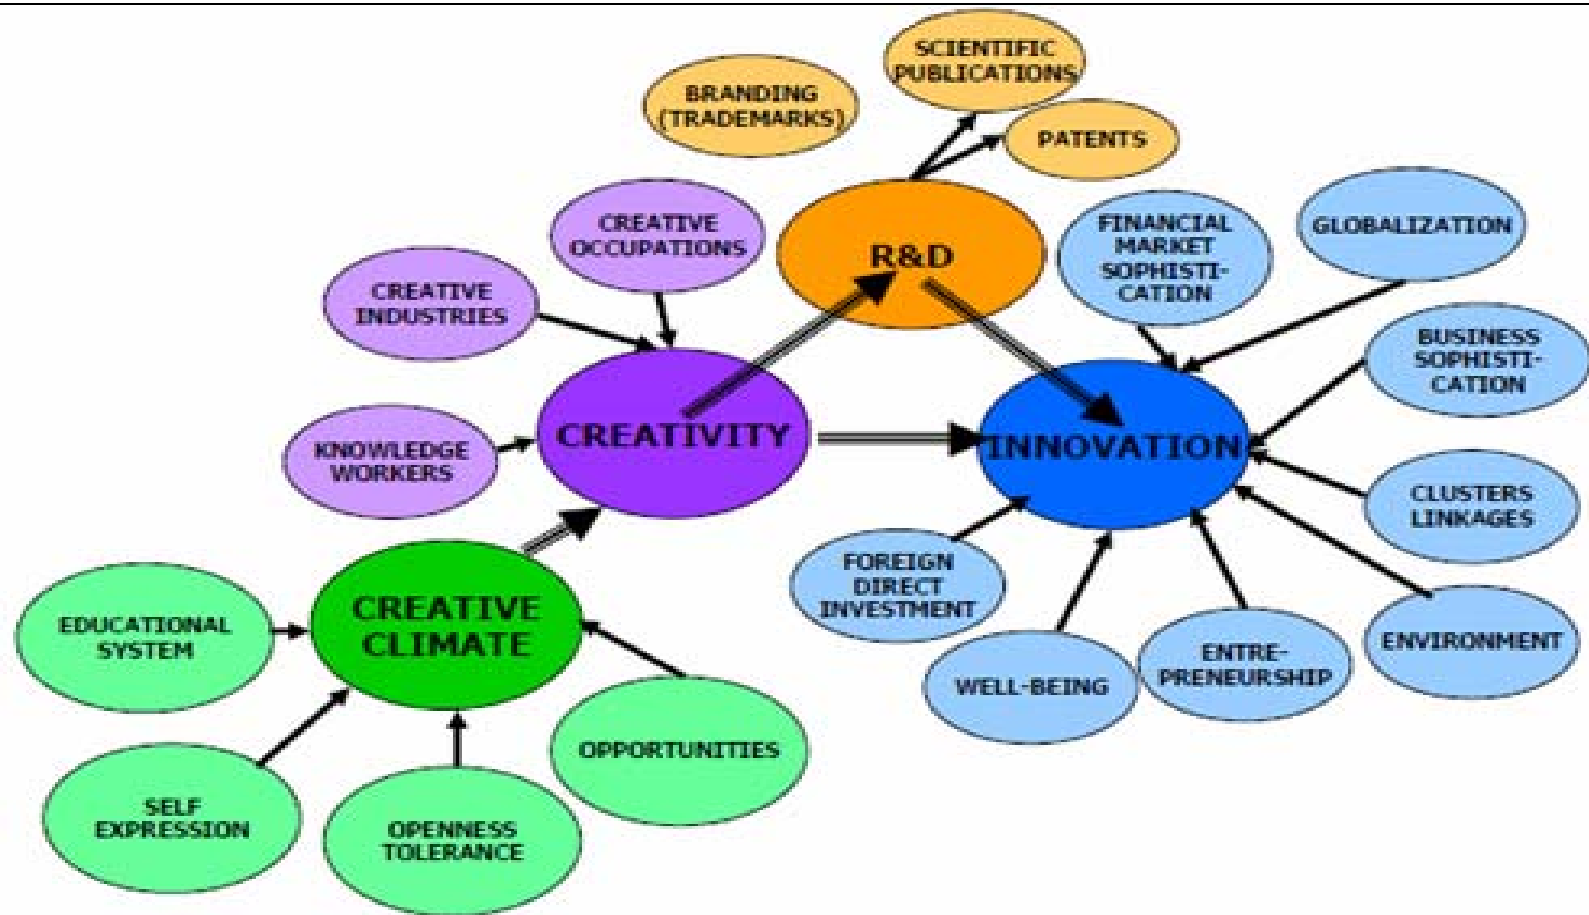 SCIENTIFIC
PUBLICATIONS
BRANDING
(TRADEMARKS)
PATENTS
CREATIVE
OCCUPATIONS
R&D
FINANCIAL
MARKET
SOPHISTI-
CATION
GLOBALIZATION
CREATIVE
INDUSTRIES
BUSINESS
SOPHISTI-
CATION
CREATIVITY
INNOVATION
KNOWLEDGE
WORKERS
CLUSTERS
LINKAGES
FOREIGN
DIRECT
INVESTMENT
CREATIVE
CLIMATE
EDUCATIONAL
SYSTEM
ENVIRONMENT
ENTRE-
PRENEURSHIP
WELL-BEING
OPPORTUNITIES
SELF
EXPRESSION
OPENNESS
TOLERANCE